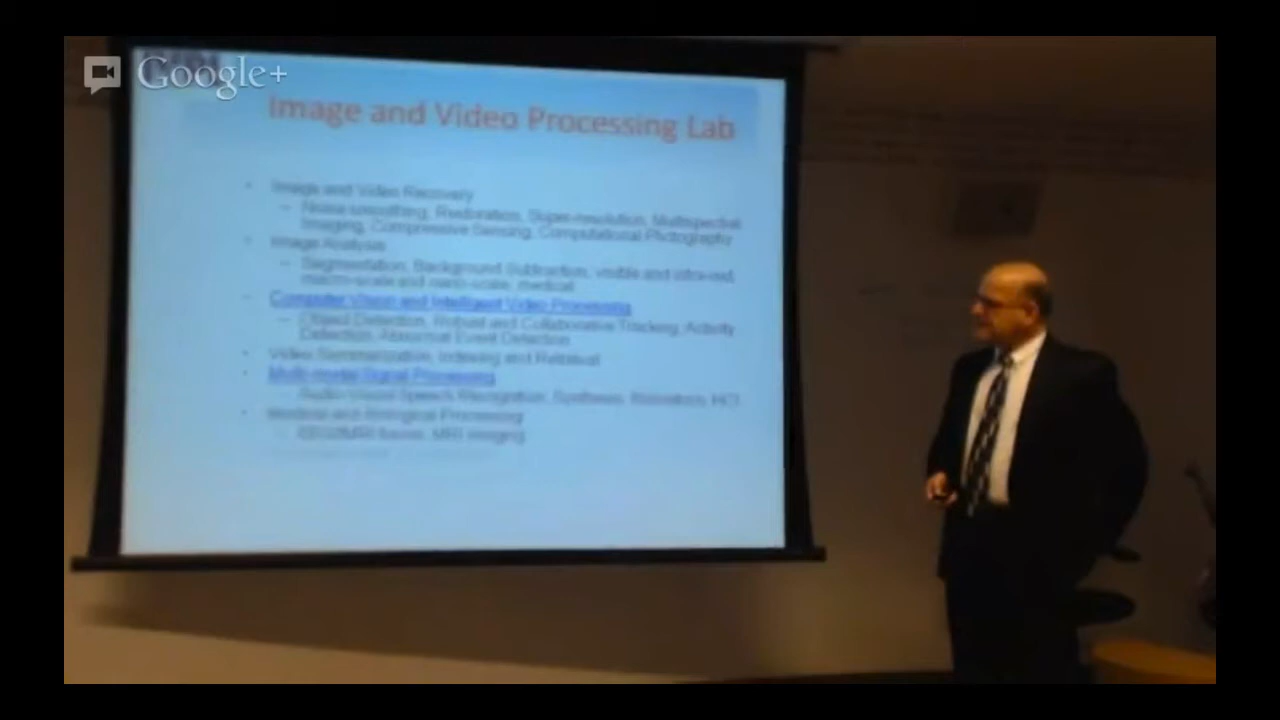 Google+
Image and Video Processing Lab
Image and Video Recovery
Noise smoothing, Restoration, Super-resolution, Multispectral
Imaging, Compressive Sensing, Computational Photography
Image Analysis
Segmentation, Background Subtraction, visible and infra-red,
macro-scale and nano-scale, medical
Computer Vision and Intelligent Video Processing
Object Detection, Robust and Collaborative Tracking, Activity
Detection, Abnormal Event Detection
Video Summarization, Indexing and Retrieval
Multi-modal Signal Processing
Audio-Visual Speech Recognition, Synthesis, Biometrics, HCI
Medical and Biological Processing
MRI imaging